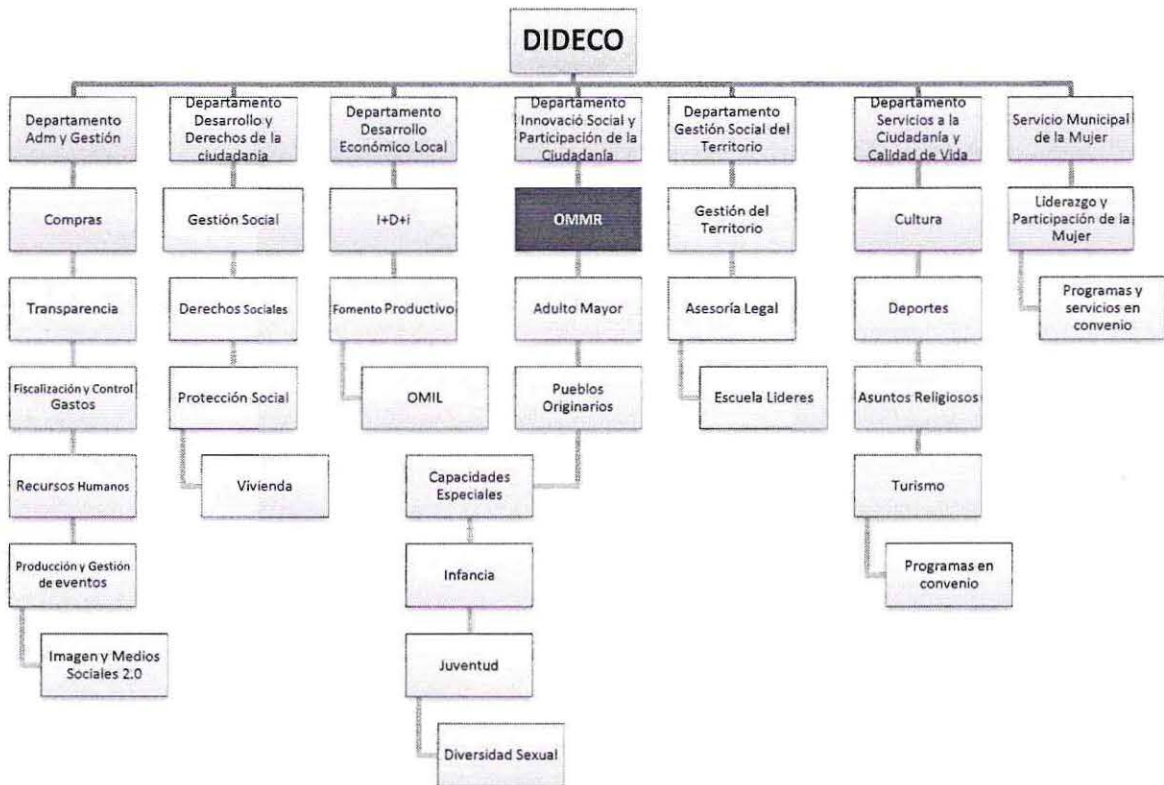 DIDECO
Departamento
Adm y Gestión
Compras
Transparencia
Fiscalización y Control
Gastos
Recursos Humanos
Producción y Gestión
de eventos
Imagen y Medios
Sociales 2.0
Departamento
Desarrollo y
Derechos de la
ciudadanía
Gestión Social
Derechos Sociales
Protección Social
Vivienda
Departamento
Desarrollo
Económico Local
I+D+i
Fomento Productivo
OMIL
Departamento
Innovació Social y
Participación de la
Ciudadanía
OMMR
Adulto Mayor
Pueblos
Originarios
Capacidades
Especiales
Infancia
Juventud
Diversidad Sexual
Departamento
Gestión Social del
Territorio
Gestión del
Territorio
Asesoría Legal
Escuela Lideres
Departamento
Servicios a la
Ciudadanía y
Calidad de Vida
Cultura
Deportes
Asuntos Religiosos
Turismo
Programas en
convenio
Servicio Municipal
de la Mujer
Liderazgo y
Participación de la
Mujer
Programas y
servicios en
convenio